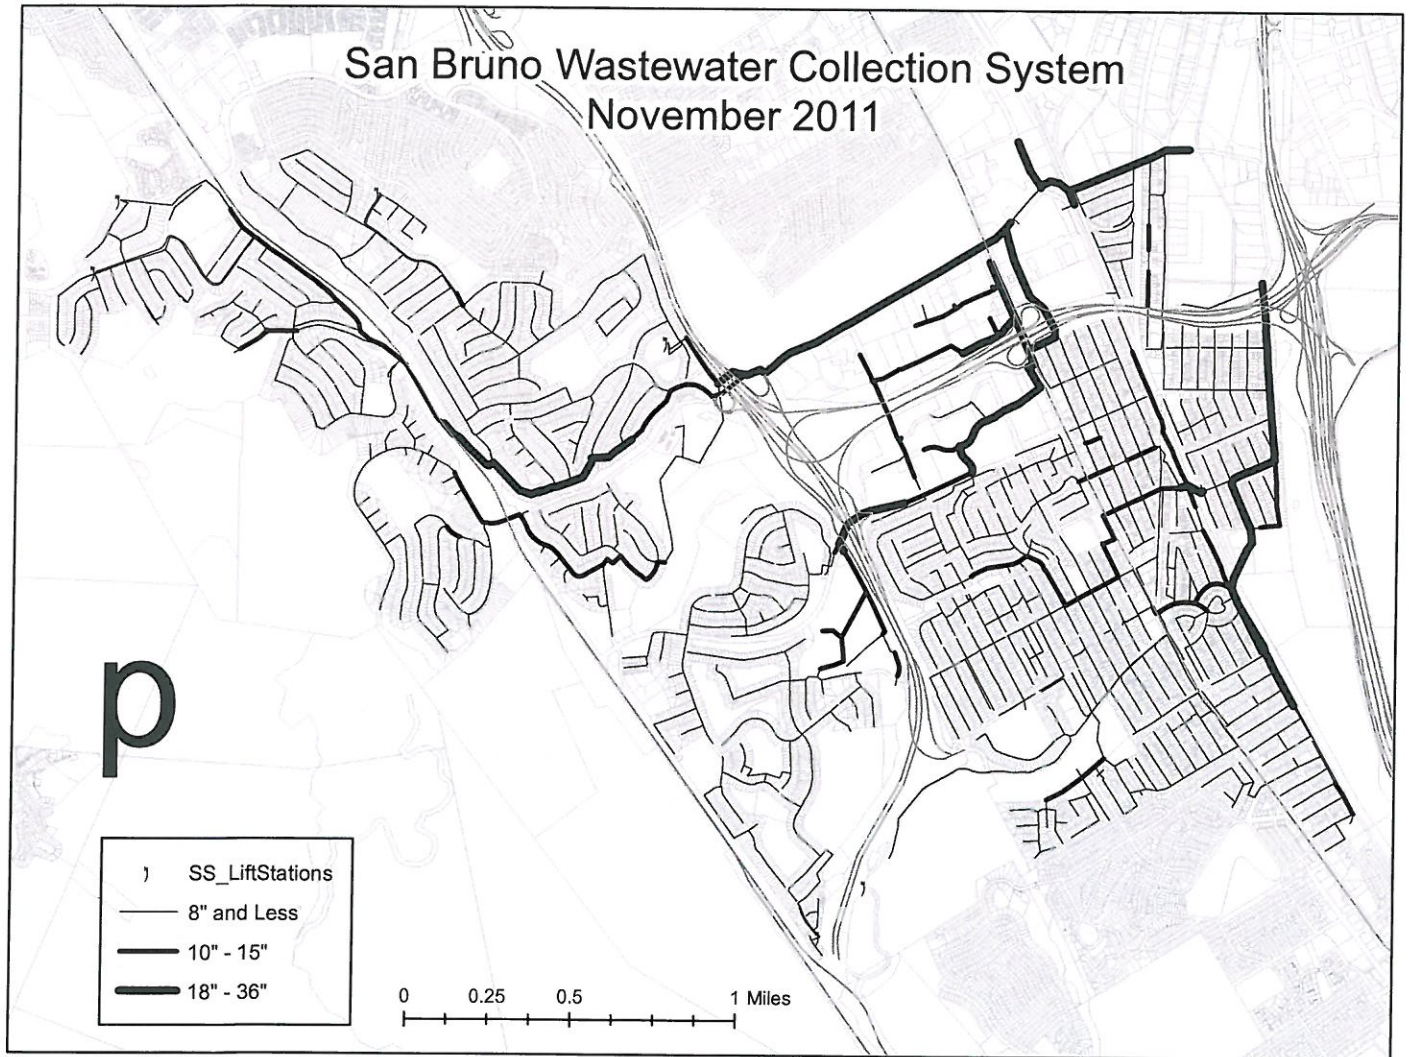 San Bruno Wastewater Collection System
November 2011
p
SS_LiftStations
8" and Less
10" - 15"
18" - 36"
0 0.25 0.5 1 Miles